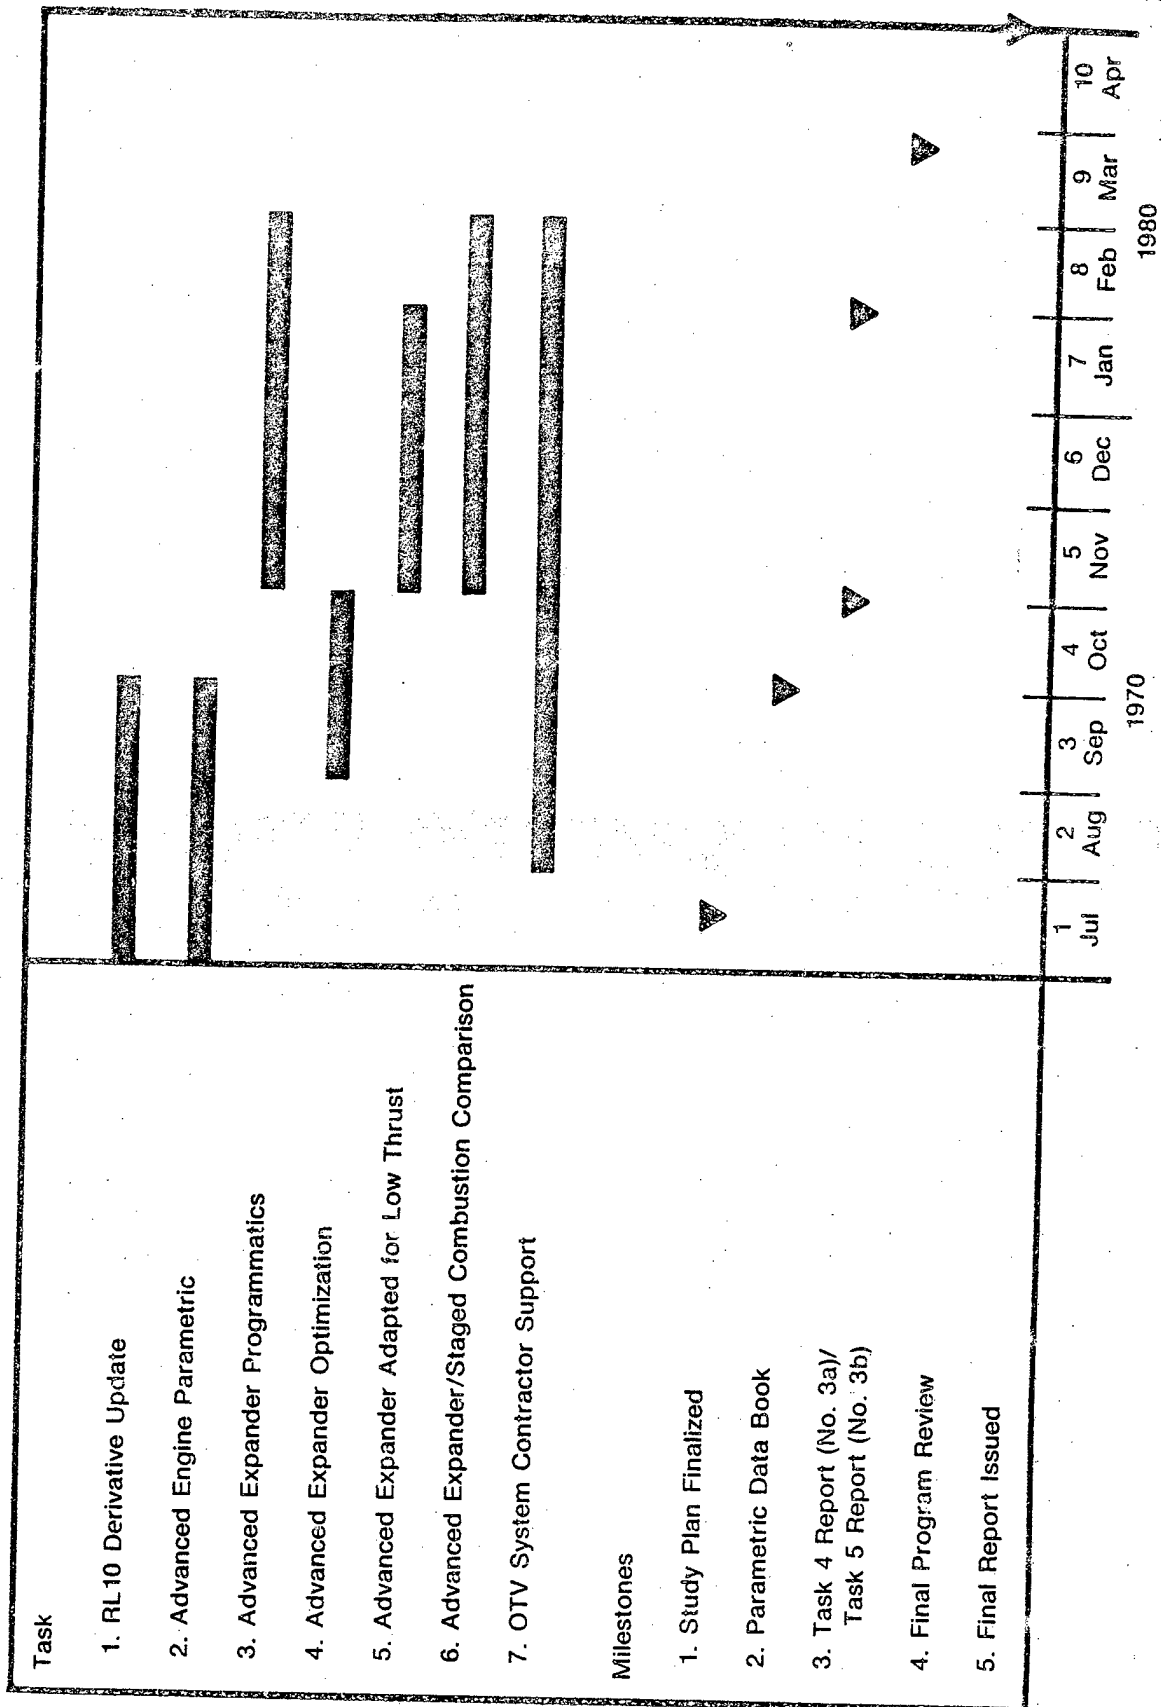 Task
1. RL10 Derivative Update
2. Advanced Engine Parametric
3. Advanced Expander Programmatics
4. Advanced Expander Optimization
5. Advanced Expander Adapted for Low Thrust
6. Advanced Expander/Staged Combustion Comparison
7. OTV System Contractor Support
Milestones
1. Study Plan Finalized
2. Parametric Data Book
3. Task 4 Report (No. 3a)/
Task 5 Report (No. 3b)
4. Final Program Review
5. Final Report Issued
1 2 3 4 5 6 7 8 9 10
Jul Aug Sep Oct Nov Dec Jan Feb Mar Apr
1970 1980